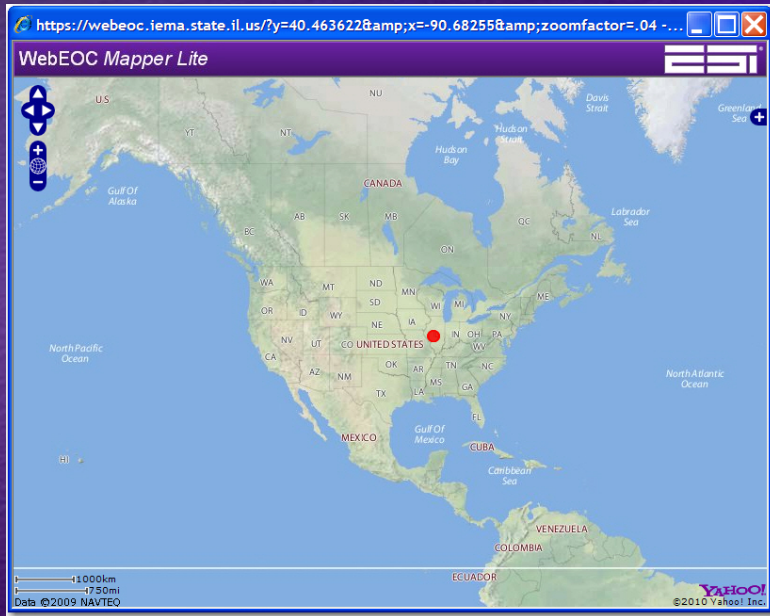 https://webeoc.iema.state.il.us/?y=40.463622&amp;x=-90.68255&amp;zoomfactor=.04 -...
WebEOC Mapper Lite
ESi
NU
U.S
Davis
Strait
Greenland
Sea
YT
NT
Hudson
Strait
Hudson
Bay
CANADA
Gulf Of
Alaska
Labrador
Sea
AB
SK
MB
QC
BC
NL
ON
WA
MT
ND
MN
ME
OR
ID
SD
WI
MI
WY
NY
IA
NE
NV
UT
CO
UNITED STATES
IN
OH
PA
WV
North Pacific
Ocean
CA
OK
AR
TN
NC
AZ
NM
MS
GA
North Atlantic
Ocean
TX
LA
FL
Gulf Of
Mexico
MEXICO
CUBA
HI
Caribbean
Sea
VENEZUELA
COLOMBIA
ECUADOR
1000km
750mi
Data ©2009 NAVTEQ
YAHOO!
©2010 Yahoo! Inc.